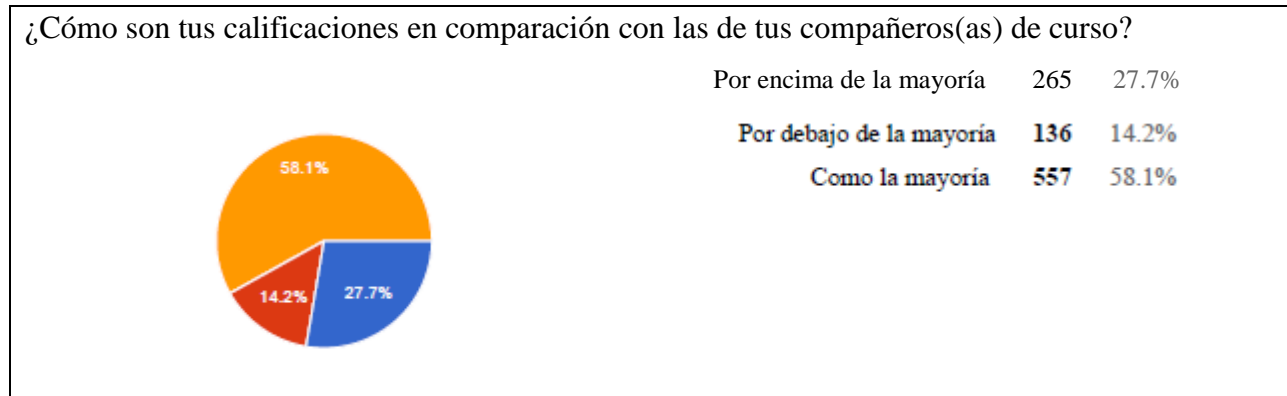 ¿Cómo son tus calificaciones en comparación con las de tus compañeros(as) de curso?
Por encima de la mayoría 265 27.7%
Por debajo de la mayoría 136 14.2%
Como la mayoría 557 58.1%
58.1%
14.2%
27.7%